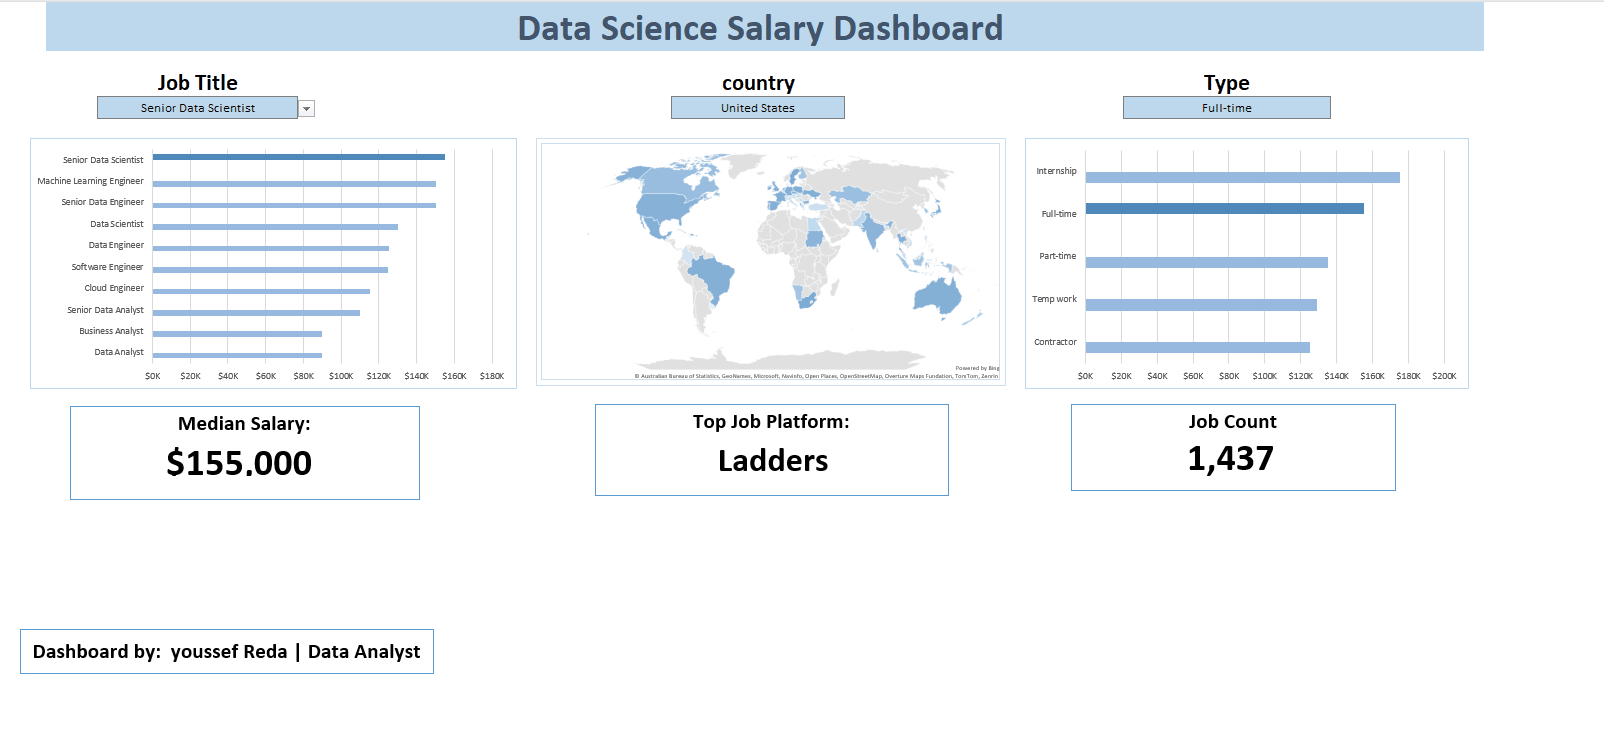 Data Science Salary Dashboard
Job Title
Senior Data Scientist
country
United States
Type
Full-time
Senior Data Scientist
Machine Learning Engineer
Senior Data Engineer
Data Scientist
Data Engineer
Software Engineer
Cloud Engineer
Senior Data Analyst
Business Analyst
Data Analyst
$0K $20K $40K $60K $80K $100K $120K $140K $160K $180K
Powered by Bing
© Australian Bureau of Statistics, GeoNames, Microsoft, Navinfo, Open Places, OpenStreetMap, Overture Maps Fundation, TomTom, Zenrin
Internship
Full-time
Part-time
Temp work
Contractor
$0K $20K $40K $60K $80K $100K $120K $140K $160K $180K $200K
Median Salary:
$155,000
Top Job Platform:
Ladders
Job Count
1,437
Dashboard by: youssef Reda | Data Analyst